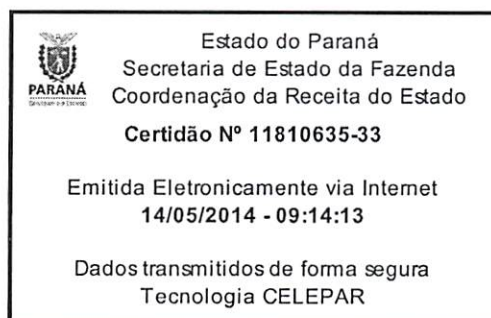 Estado do Paraná
Secretaria de Estado da Fazenda
Coordenação da Receita do Estado
PARANÁ
Certidão Nº 11810635-33
Emitida Eletronicamente via Internet
14/05/2014 - 09:14:13
Dados transmitidos de forma segura
Tecnologia CELEPAR